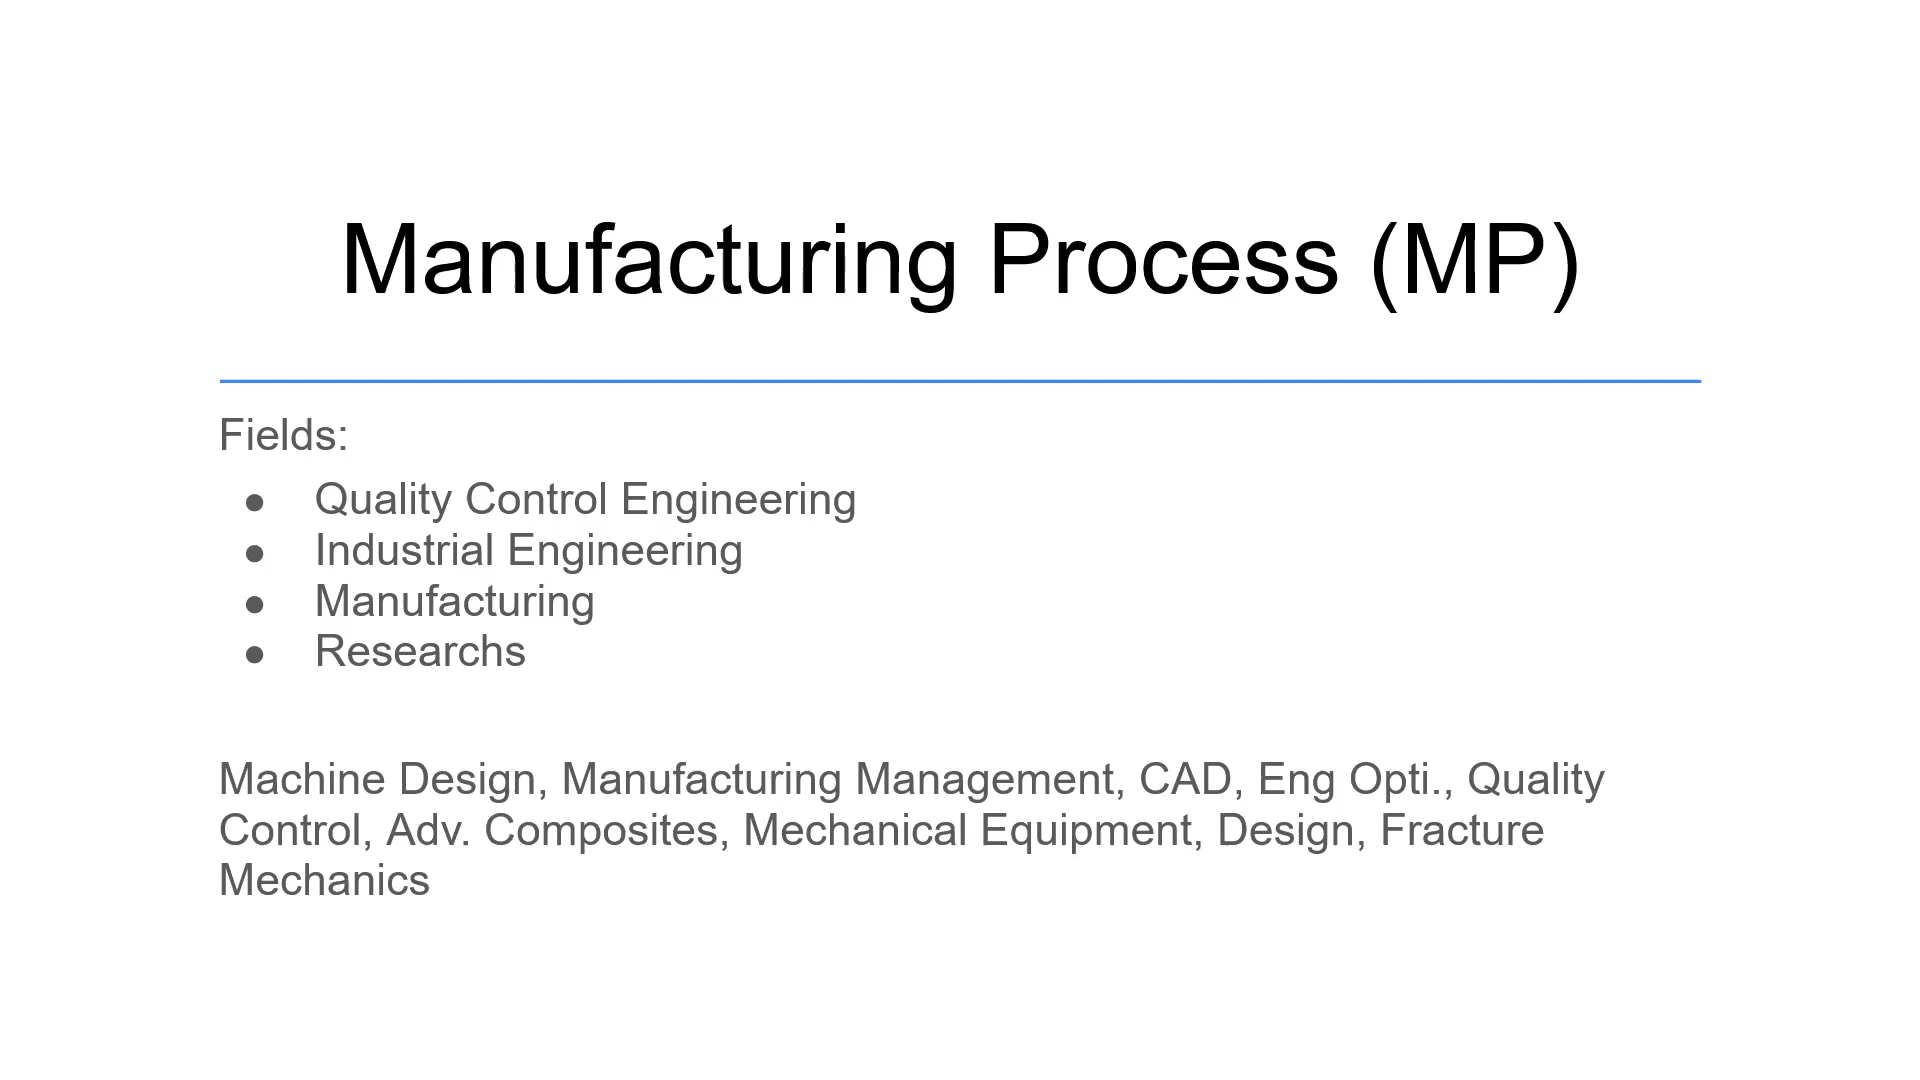 Manufacturing Process (MP)
Fields:
● Quality Control Engineering
● Industrial Engineering
● Manufacturing
● Researchs
Machine Design, Manufacturing Management, CAD, Eng Opti., Quality
Control, Adv. Composites, Mechanical Equipment, Design, Fracture
Mechanics